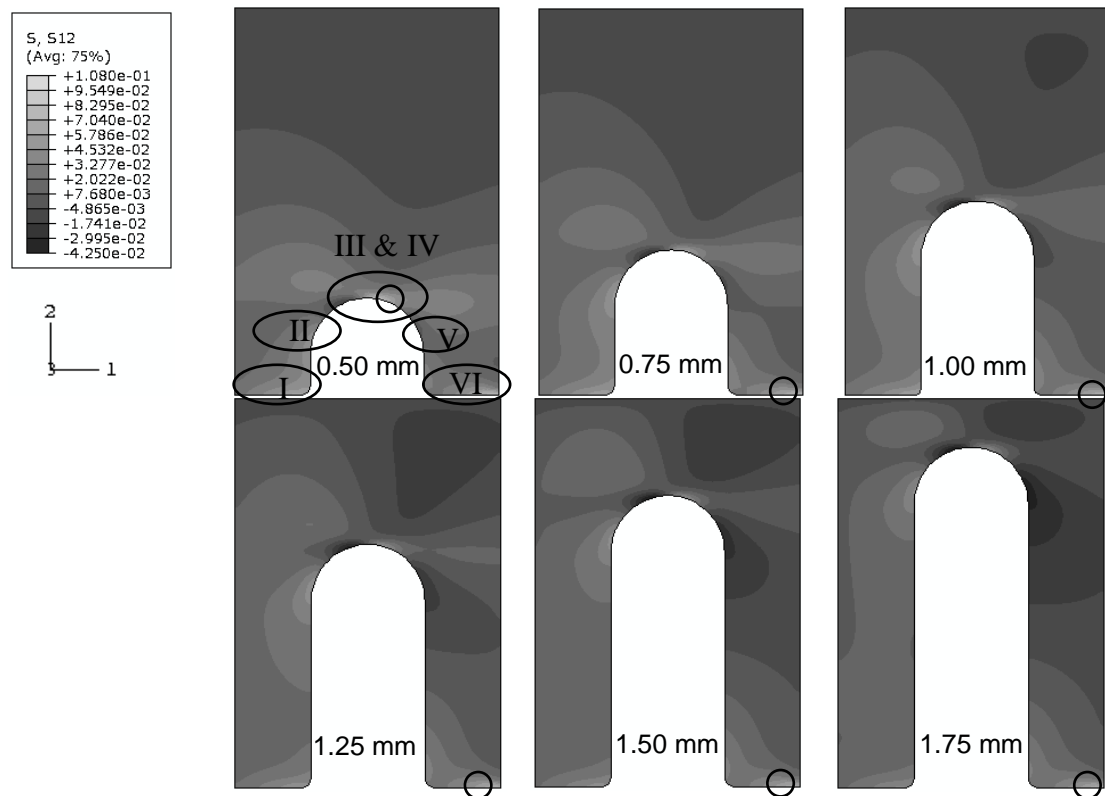 S, S12
(Avg: 75%)
+1.080e-01
+9.549e-02
+8.295e-02
+7.040e-02
+5.786e-02
+4.532e-02
+3.277e-02
+2.022e-02
+7.680e-03
-4.865e-03
-1.741e-02
-2.995e-02
-4.250e-02
2
3
1
III & IV
II
V
I
VI
0.50 mm
0.75 mm
1.00 mm
1.25 mm
1.50 mm
1.75 mm